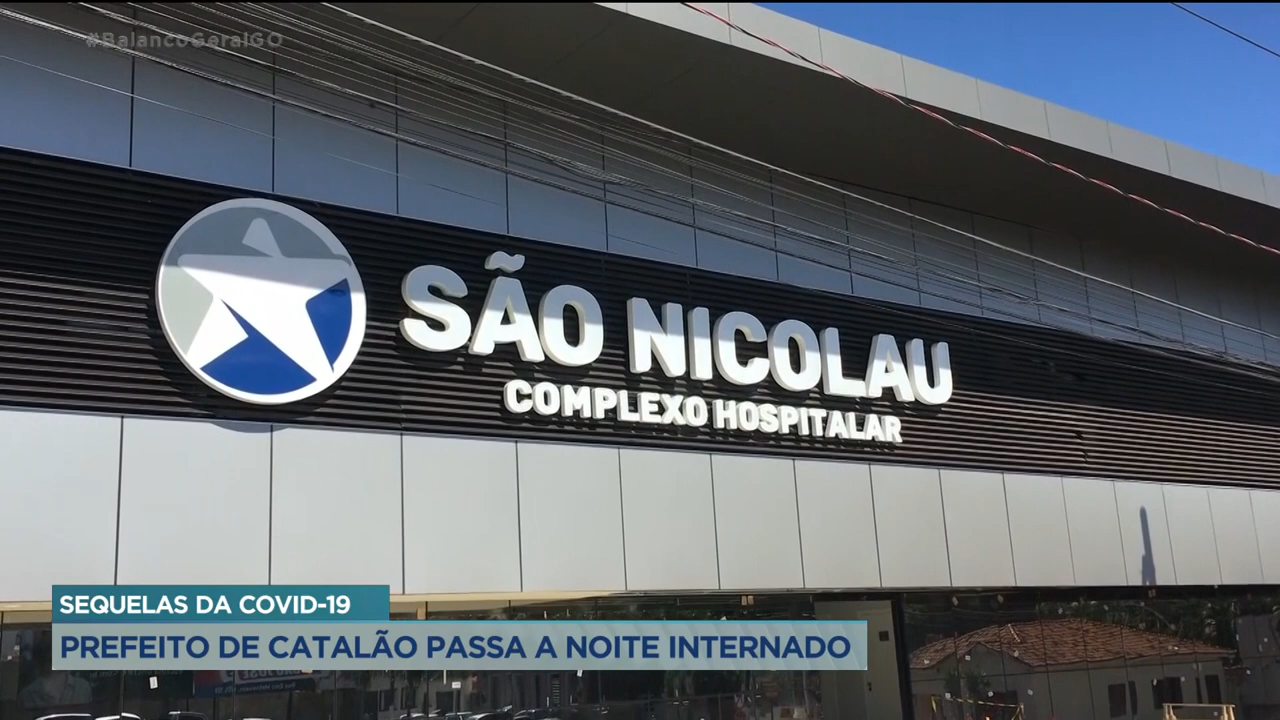 #BalancoGeralGO
SÃO NICOLAU
COMPLEXO HOSPITALAR
SEQUELAS DA COVID-19
PREFEITO DE CATALÃO PASSA A NOITE INTERNADO